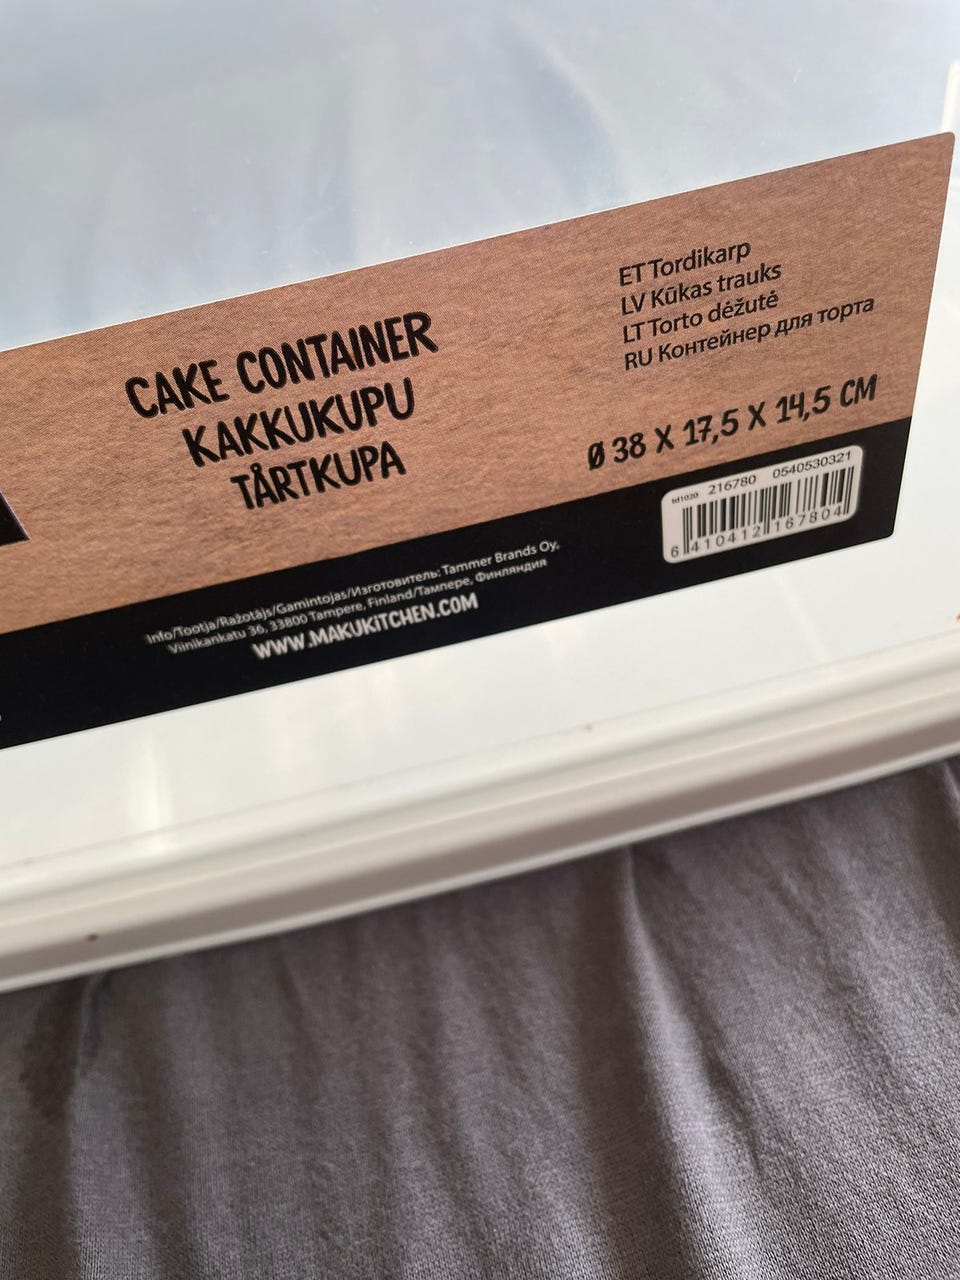 CAKE CONTAINER
KAKKUKUPU
TÅRTKUPA
ET Tordikarp
LV Kūkas trauks
LT Torto dėžutė
RU Контейнер для торта
Ø 38 X 17,5 X 14,5 CM
td1020 216780 0540530321
6 410412 167804
Info/Tootja/Ražotājs/Gamintojas/Изготовитель: Tammer Brands Oy,
Viinikankatu 36, 33800 Tampere, Finland/Тампере, Финляндия
WWW.MAKUKITCHEN.COM